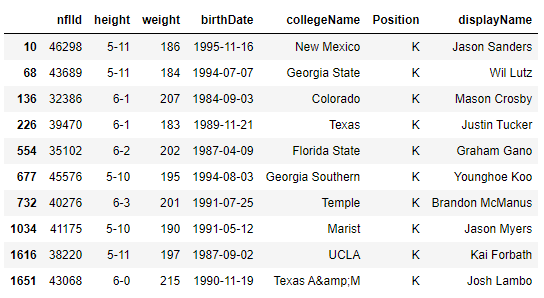 nflId height weight birthDate collegeName Position displayName
10 46298 5-11 186 1995-11-16 New Mexico K Jason Sanders
68 43689 5-11 184 1994-07-07 Georgia State K Wil Lutz
136 32386 6-1 207 1984-09-03 Colorado K Mason Crosby
226 39470 6-1 183 1989-11-21 Texas K Justin Tucker
554 35102 6-2 202 1987-04-09 Florida State K Graham Gano
677 45576 5-10 195 1994-08-03 Georgia Southern K Younghoe Koo
732 40276 6-3 201 1991-07-25 Temple K Brandon McManus
1034 41175 5-10 190 1991-05-12 Marist K Jason Myers
1616 38220 5-11 197 1987-09-02 UCLA K Kai Forbath
1651 43068 6-0 215 1990-11-19 Texas A&amp;M K Josh Lambo